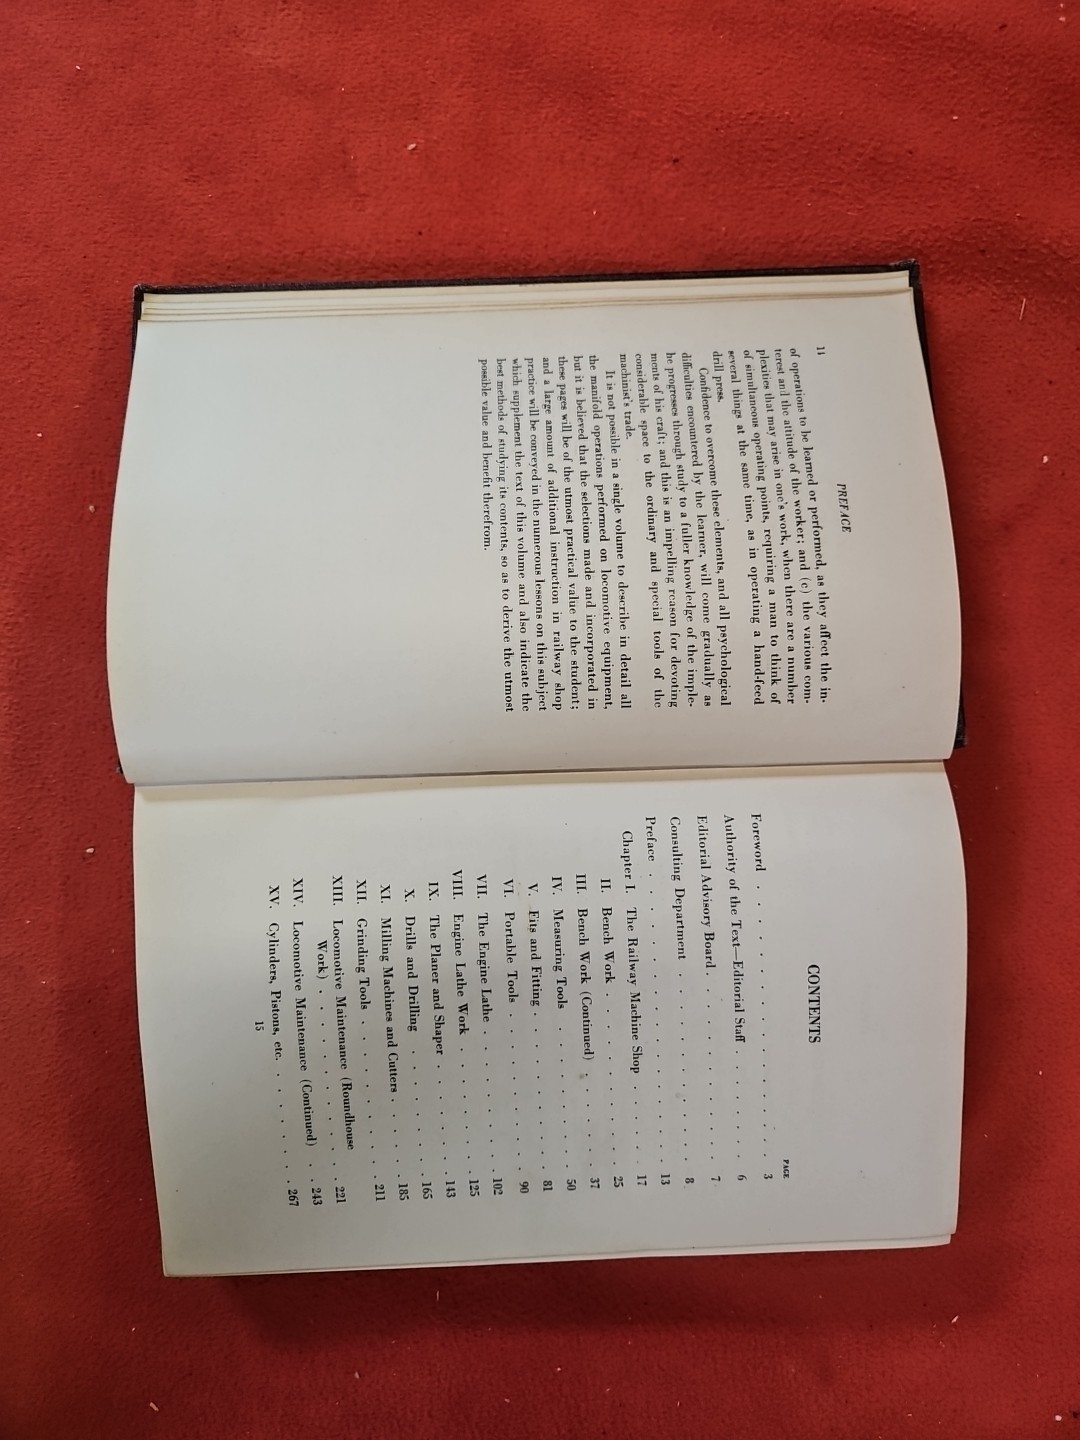 14
PREFACE
of operations to be learned or performed, as they affect the in-
terest and the attitude of the worker; and (c) the various com-
plexities that may arise in one's work, when there are a number
of simultaneous operating points, requiring a man to think of
several things at the same time, as in operating a hand-feed
drill press.
Confidence to overcome these elements, and all psychological
difficulties encountered by the learner, will come gradually as
he progresses through study to a fuller knowledge of the imple-
ments of his craft; and this is an impelling reason for devoting
considerable space to the ordinary and special tools of the
machinist's trade.
It is not possible in a single volume to describe in detail all
the manifold operations performed on locomotive equipment,
but it is believed that the selections made and incorporated in
these pages will be of the utmost practical value to the student;
and a large amount of additional instruction in railway shop
practice will be conveyed in the numerous lessons on this subject
which supplement the text of this volume and also indicate the
best methods of studying its contents, so as to derive the utmost
possible value and benefit therefrom.
CONTENTS
PAGE
Foreword . . . . . . . . . . . . . 3
Authority of the Text—Editorial Staff . . . . . . 6
Editorial Advisory Board . . . . . . . . . 7
Consulting Department . . . . . . . . . 8
Preface . . . . . . . . . . . . . 13
Chapter I. The Railway Machine Shop . . . . . 17
II. Bench Work . . . . . . . . . 25
III. Bench Work (Continued) . . . . . . 37
IV. Measuring Tools . . . . . . . . 50
V. Fits and Fitting . . . . . . . . 81
VI. Portable Tools . . . . . . . . 90
VII. The Engine Lathe . . . . . . . 102
VIII. Engine Lathe Work . . . . . . . 125
IX. The Planer and Shaper . . . . . . 143
X. Drills and Drilling . . . . . . . 165
XI. Milling Machines and Cutters . . . . . 185
XII. Grinding Tools . . . . . . . . 211
XIII. Locomotive Maintenance (Roundhouse
Work) . . . . . . . . . . 221
XIV. Locomotive Maintenance (Continued) . . 243
XV. Cylinders, Pistons, etc. . . . . . . . 267
15